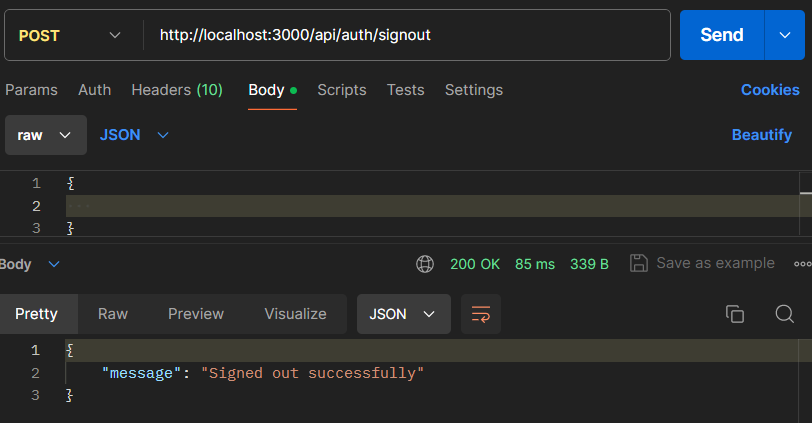 POST http://localhost:3000/api/auth/signout Send
Params Auth Headers (10) Body Scripts Tests Settings Cookies
raw JSON Beautify
1 {
2
3 }
Body 200 OK 85 ms 339 B Save as example
Pretty Raw Preview Visualize JSON
1 {
2 "message": "Signed out successfully"
3 }